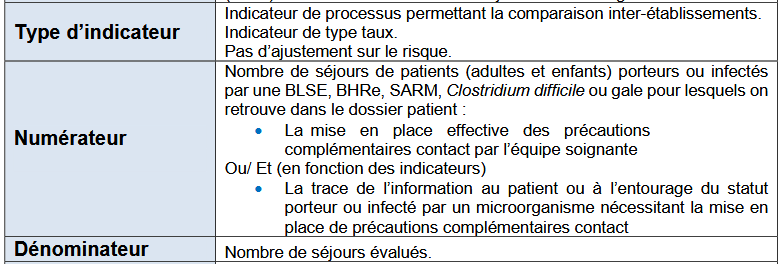 Type d’indicateur
Indicateur de processus permettant la comparaison inter-établissements.
Indicateur de type taux.
Pas d’ajustement sur le risque.
Numérateur
Nombre de séjours de patients (adultes et enfants) porteurs ou infectés
par une BLSE, BHRe, SARM, Clostridium difficile ou gale pour lesquels on
retrouve dans le dossier patient :
• La mise en place effective des précautions
complémentaires contact par l’équipe soignante
Ou/ Et (en fonction des indicateurs)
• La trace de l’information au patient ou à l’entourage du statut
porteur ou infecté par un microorganisme nécessitant la mise en
place de précautions complémentaires contact
Dénominateur
Nombre de séjours évalués.